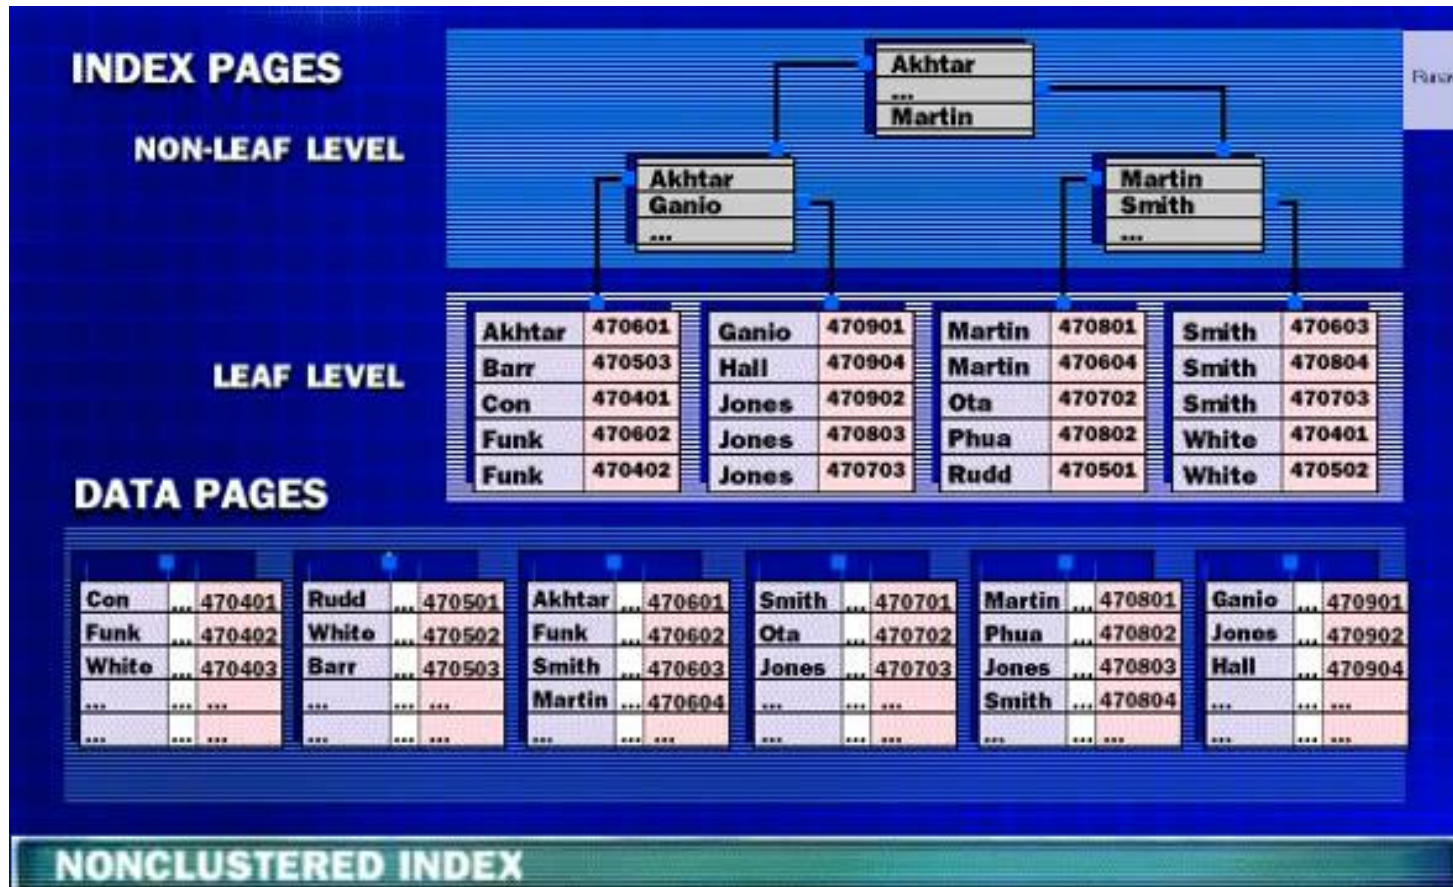 INDEX PAGES
NON-LEAF LEVEL
Akhtar
...
Martin
Akhtar
Ganio
...
Martin
Smith
...
LEAF LEVEL
Akhtar 470601
Barr 470503
Con 470401
Funk 470602
Funk 470402
Ganio 470901
Hall 470904
Jones 470902
Jones 470803
Jones 470703
Martin 470801
Martin 470604
Ota 470702
Phua 470802
Rudd 470501
Smith 470603
Smith 470804
Smith 470703
White 470401
White 470502
DATA PAGES
Con ... 470401
Funk ... 470402
White ... 470403
... ... ...
... ... ...
Rudd ... 470501
White ... 470502
Barr ... 470503
... ... ...
... ... ...
Akhtar ... 470601
Funk ... 470602
Smith ... 470603
Martin ... 470604
... ... ...
Smith ... 470701
Ota ... 470702
Jones ... 470703
... ... ...
... ... ...
Martin ... 470801
Phua ... 470802
Jones ... 470803
Smith ... 470804
... ... ...
Ganio ... 470901
Jones ... 470902
Hall ... 470904
... ... ...
... ... ...
NONCLUSTERED INDEX